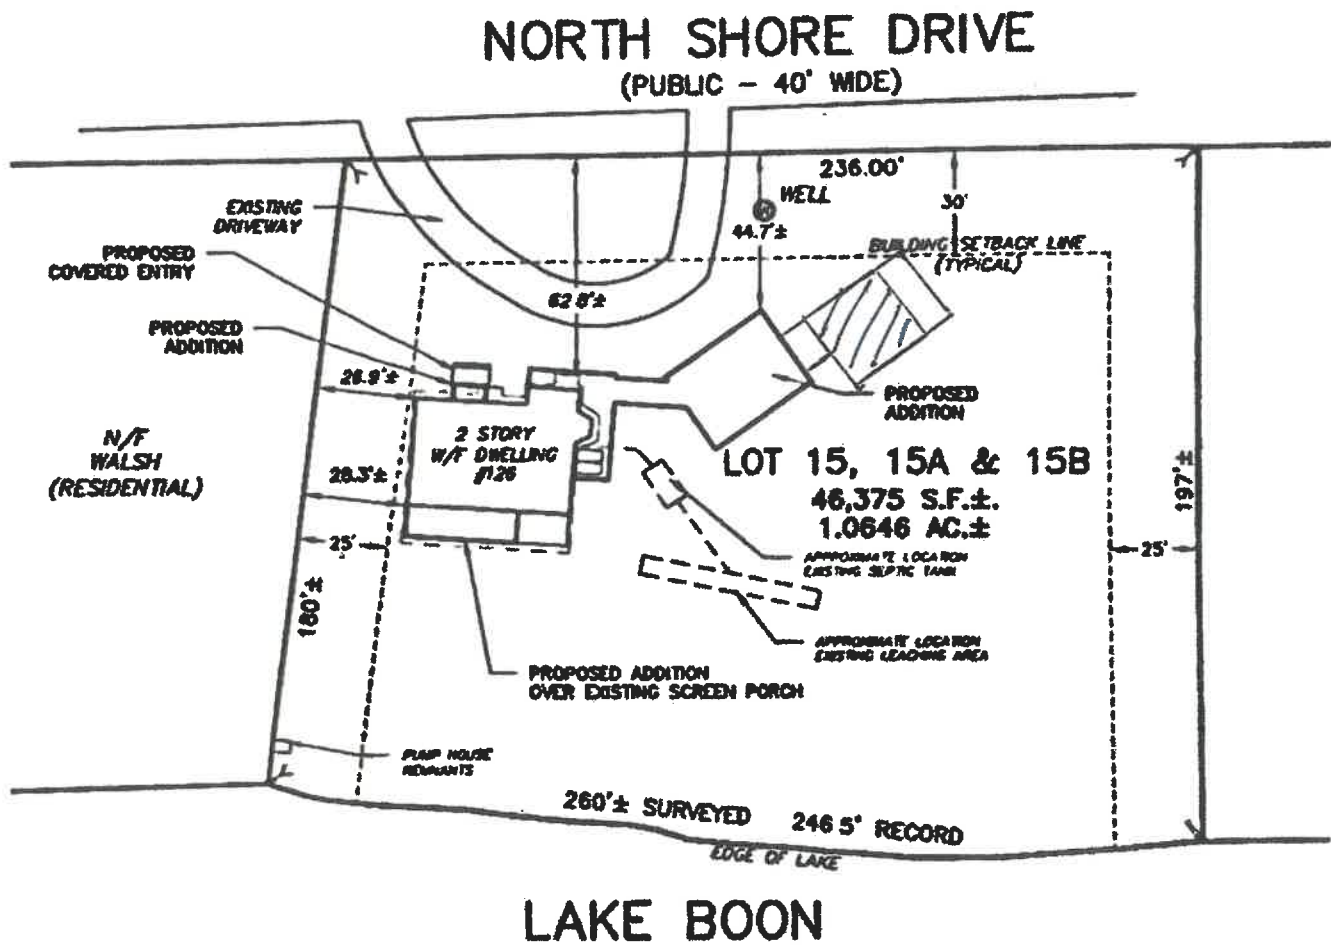 NORTH SHORE DRIVE
(PUBLIC - 40' WIDE)
236.00'
WELL
EXISTING
DRIVEWAY
30'
44.7'±
PROPOSED
COVERED ENTRY
BUILDING SETBACK LINE
(TYPICAL)
62.8'±
PROPOSED
ADDITION
26.9'±
PROPOSED
ADDITION
N/F
WALSH
(RESIDENTIAL)
2 STORY
W/F DWELLING
#126
LOT 15, 15A & 15B
46,375 S.F.±.
1.0646 AC.±
28.3'±
197'±
25'
25'
APPROXIMATE LOCATION
EXISTING SEPTIC TANK
180'±
APPROXIMATE LOCATION
EXISTING LEACHING AREA
PROPOSED ADDITION
OVER EXISTING SCREEN PORCH
PUMP HOUSE
REMNANTS
260'± SURVEYED 246.5' RECORD
EDGE OF LAKE
LAKE BOON